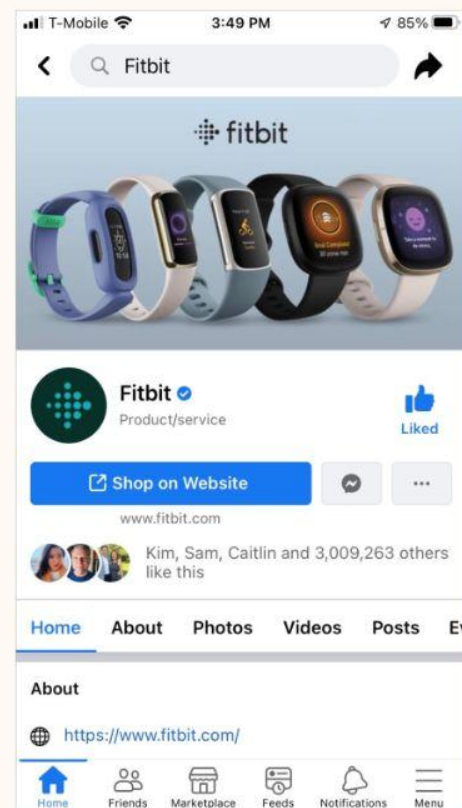 T-Mobile 3:49 PM 85%
Fitbit
fitbit
Fitbit
Product/service
Liked
Shop on Website
www.fitbit.com
Kim, Sam, Caitlin and 3,009,263 others
like this
Home About Photos Videos Posts Ev
About
https://www.fitbit.com/
Home Friends Marketplace Feeds Notifications Menu